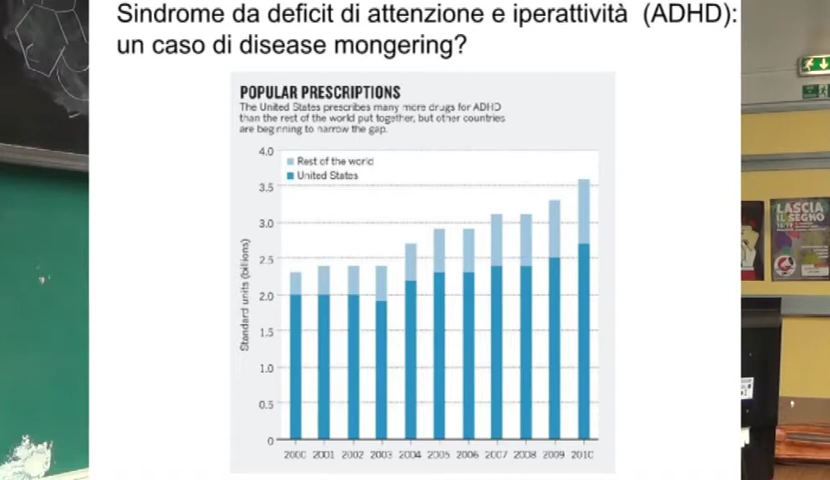 Sindrome da deficit di attenzione e iperattività (ADHD):
un caso di disease mongering?
POPULAR PRESCRIPTIONS
The United States prescribes many more drugs for ADHD
than the rest of the world put together, but other countries
are beginning to narrow the gap.
Rest of the world
United States
Standard units (billions)
4.0
3.5
3.0
2.5
2.0
1.5
1.0
0.5
0
2000 2001 2002 2003 2004 2005 2006 2007 2008 2009 2010
LASCIA
IL SEGNO